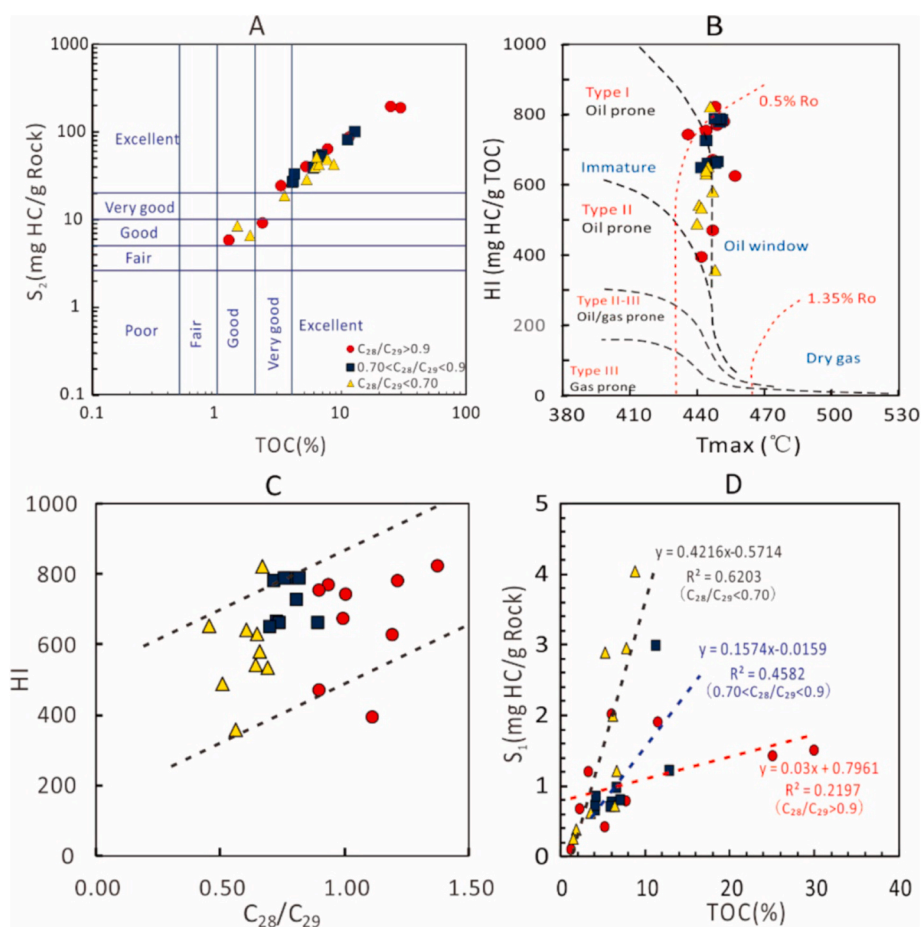 A
S₂(mg HC/g Rock)
1000
100
10
1
0.1
Excellent
Very good
Good
Fair
Poor
Fair
Good
Very good
Excellent
C₂₈/C₂₉>0.9
0.70<C₂₈/C₂₉<0.9
C₂₈/C₂₉<0.70
0.1
1
10
100
TOC(%)
B
HI (mg HC/g TOC)
1000
800
600
400
200
0
Type I
Oil prone
0.5% Ro
Immature
Type II
Oil prone
Oil window
Type II-III
Oil/gas prone
1.35% Ro
Type III
Gas prone
Dry gas
380
410
440
470
500
530
Tmax (℃)
C
HI
1000
800
600
400
200
0
0.00
0.50
1.00
1.50
C₂₈/C₂₉
D
S₁(mg HC/g Rock)
5
4
3
2
1
0
y = 0.4216x-0.5714
R² = 0.6203
(C₂₈/C₂₉<0.70)
y = 0.1574x-0.0159
R² = 0.4582
(0.70<C₂₈/C₂₉<0.9)
y = 0.03x + 0.7961
R² = 0.2197
(C₂₈/C₂₉>0.9)
0
10
20
30
40
TOC(%)